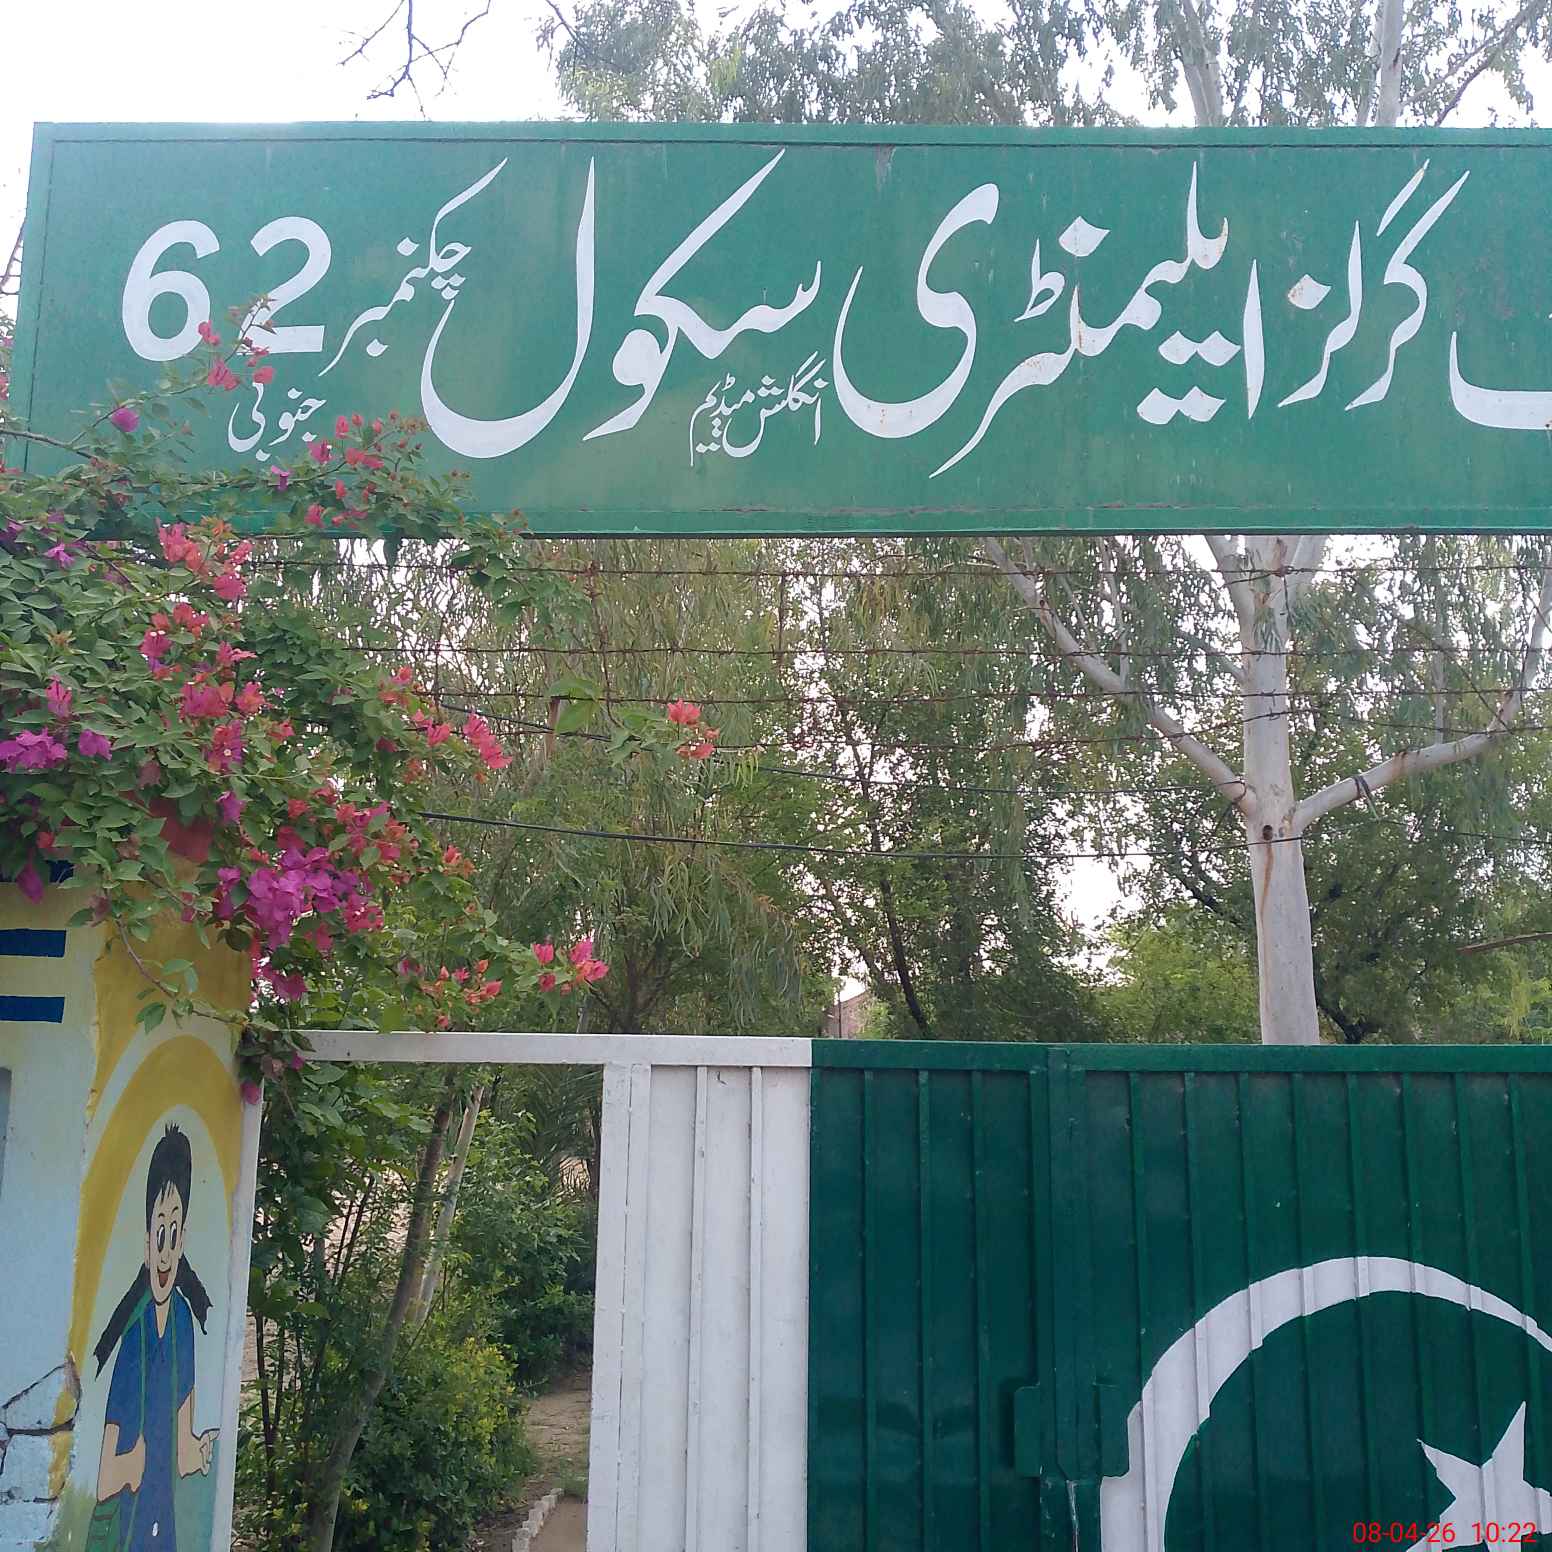 گرلز ایلیمنٹری سکول چکنمبر 62
انگلش میڈیم
جنوبی
08-04-26 10:22